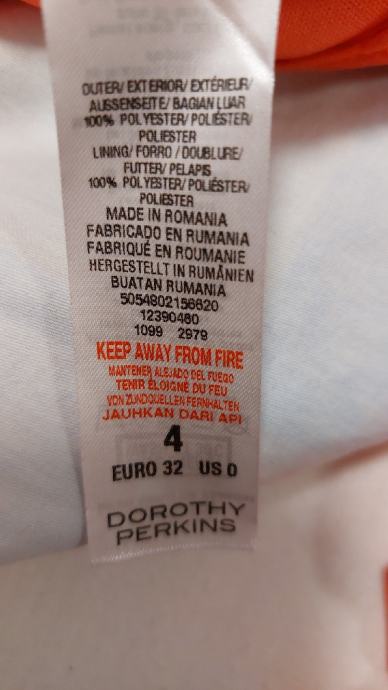 OUTER/ EXTERIOR/ EXTÉRIEUR/
AUSSENSEITE/ BAGIAN LUAR
100% POLYESTER/ POLIÉSTER/
POLIESTER
LINING/ FORRO / DOUBLURE/
FUTTER/ PELAPIS
100% POLYESTER/ POLIÉSTER/
POLIESTER
MADE IN ROMANIA
FABRICADO EN RUMANIA
FABRIQUÉ EN ROUMANIE
HERGESTELLT IN RUMÄNIEN
BUATAN RUMANIA
5054802156620
12390480
1099 2979
KEEP AWAY FROM FIRE
MANTENER ALEJADO DEL FUEGO
TENIR ÉLOIGNÉ DU FEU
VON ZÜNDQUELLEN FERNHALTEN
JAUHKAN DARI API
4
EURO 32 US 0
DOROTHY
PERKINS